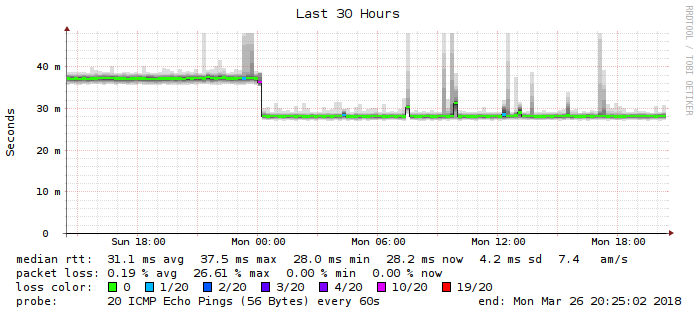 Last 30 Hours
RRDTOOL / TOBI OETIKER
Seconds
40 m
30 m
20 m
10 m
0
Sun 18:00 Mon 00:00 Mon 06:00 Mon 12:00 Mon 18:00
median rtt: 31.1 ms avg 37.5 ms max 28.0 ms min 28.2 ms now 4.2 ms sd 7.4 am/s
packet loss: 0.19 % avg 26.61 % max 0.00 % min 0.00 % now
loss color: 0 1/20 2/20 3/20 4/20 10/20 19/20
probe: 20 ICMP Echo Pings (56 Bytes) every 60s end: Mon Mar 26 20:25:02 2018